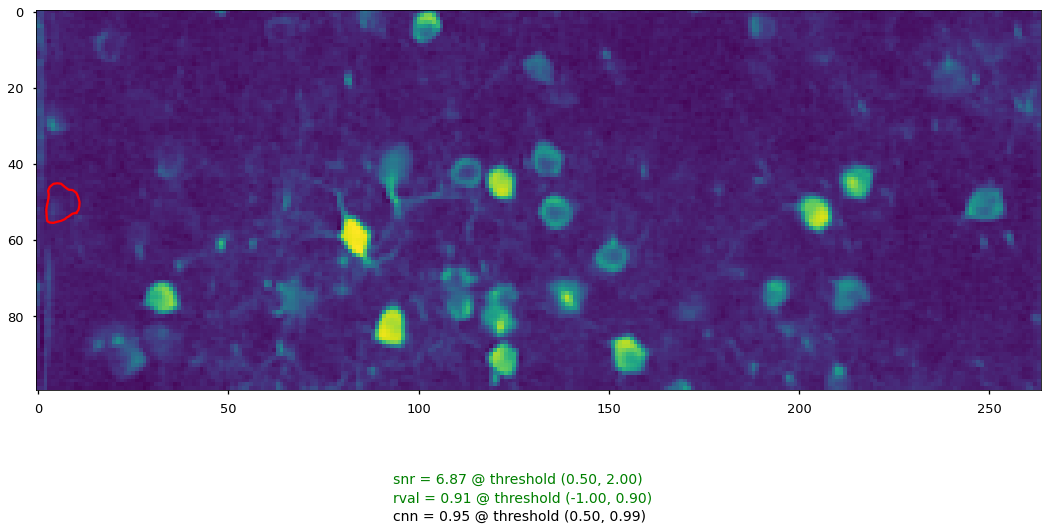 0
20
40
60
80
0 50 100 150 200 250
snr = 6.87 @ threshold (0.50, 2.00)
rval = 0.91 @ threshold (-1.00, 0.90)
cnn = 0.95 @ threshold (0.50, 0.99)